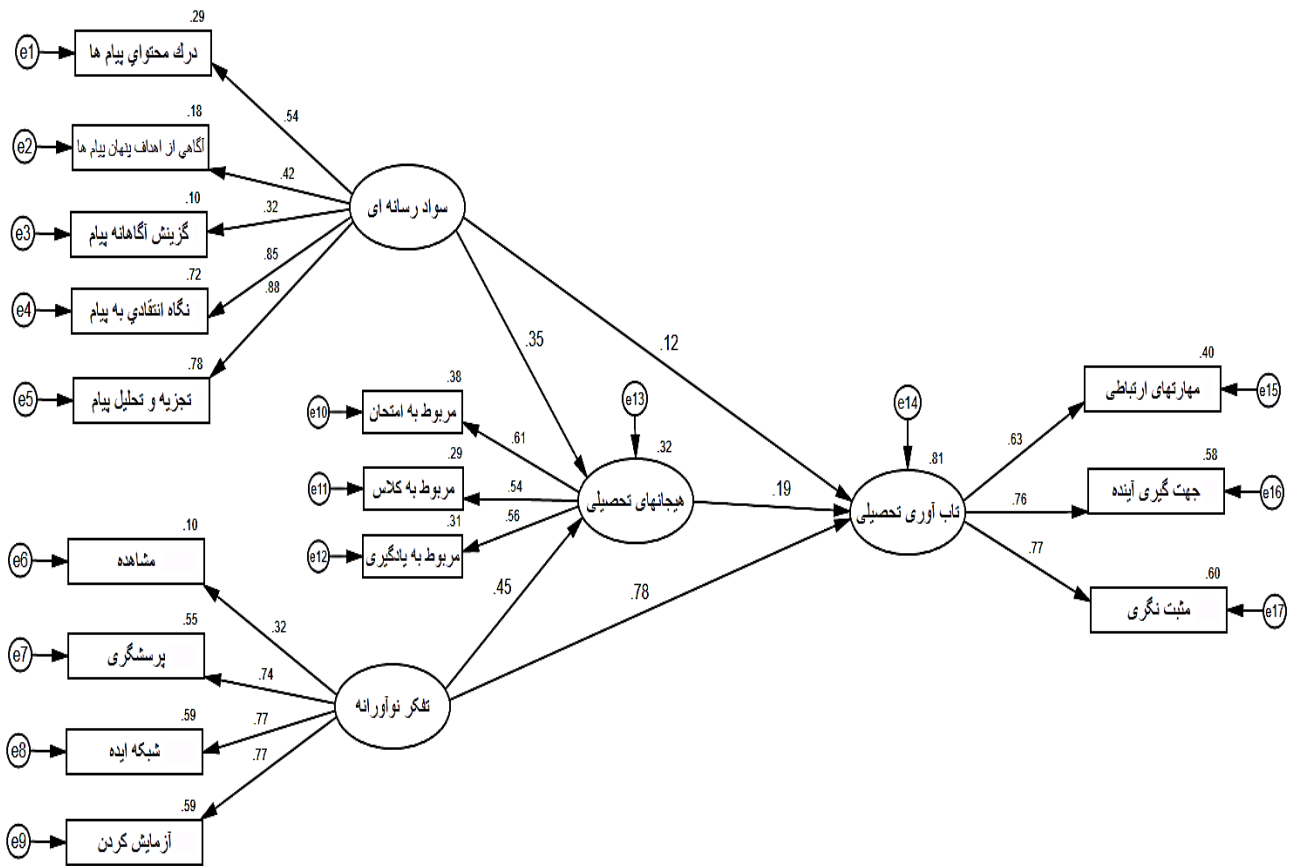 .29
e1
درك محتواي پيام ها
.54
.18
e2
آگاهي از اهداف پنهان پيام ها
.42
سواد رسانه ای
.10
e3
گزينش آگاهانه پيام
.32
.85
.72
e4
نگاه انتقادي به پيام
.88
.78
e5
تجزيه و تحليل پيام
.35
.12
.38
e10
مربوط به امتحان
.61
e13
.32
.29
e11
مربوط به کلاس
.54
هیجانهای تحصیلی
.31
e12
مربوط به یادگیری
.56
.19
e14
.81
تاب آوری تحصیلی
.40
مهارتهای ارتباطی
e15
.63
.58
جهت گیری آینده
e16
.76
.60
مثبت نگری
e17
.77
.45
.78
.10
e6
مشاهده
.32
.55
e7
پرسشگری
.74
تفکر نوآورانه
.59
e8
شبکه ایده
.77
.77
.59
e9
آزمایش کردن